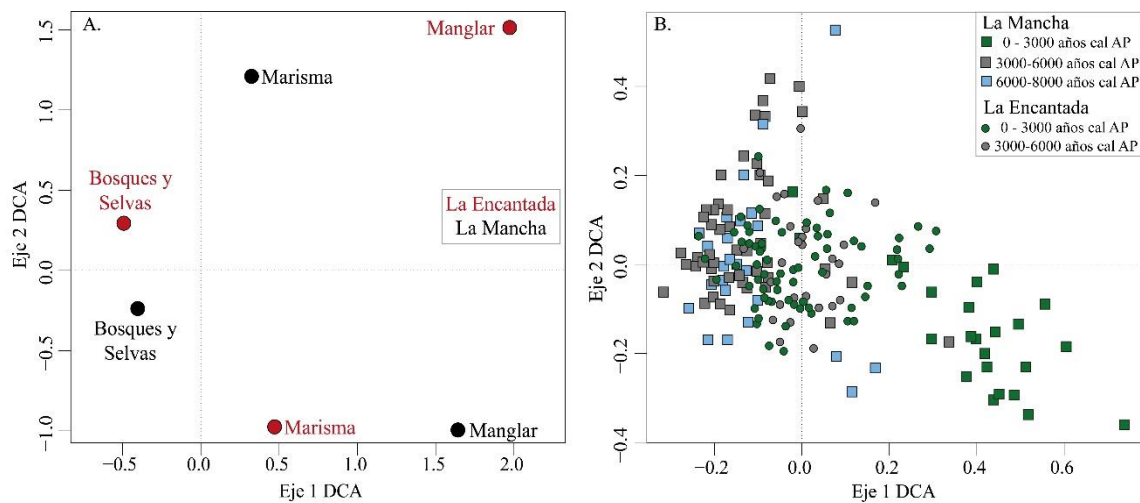 A.
Eje 2 DCA
1.5
1.0
0.5
0.0
−0.5
−1.0
Manglar
Marisma
Bosques y
Selvas
La Encantada
La Mancha
Bosques y
Selvas
Marisma
Manglar
−0.5
0.0
0.5
1.0
1.5
2.0
Eje 1 DCA
B.
Eje 2 DCA
0.4
0.2
0.0
−0.2
−0.4
La Mancha
0 - 3000 años cal AP
3000-6000 años cal AP
6000-8000 años cal AP
La Encantada
0 - 3000 años cal AP
3000-6000 años cal AP
−0.2
0.0
0.2
0.4
0.6
Eje 1 DCA